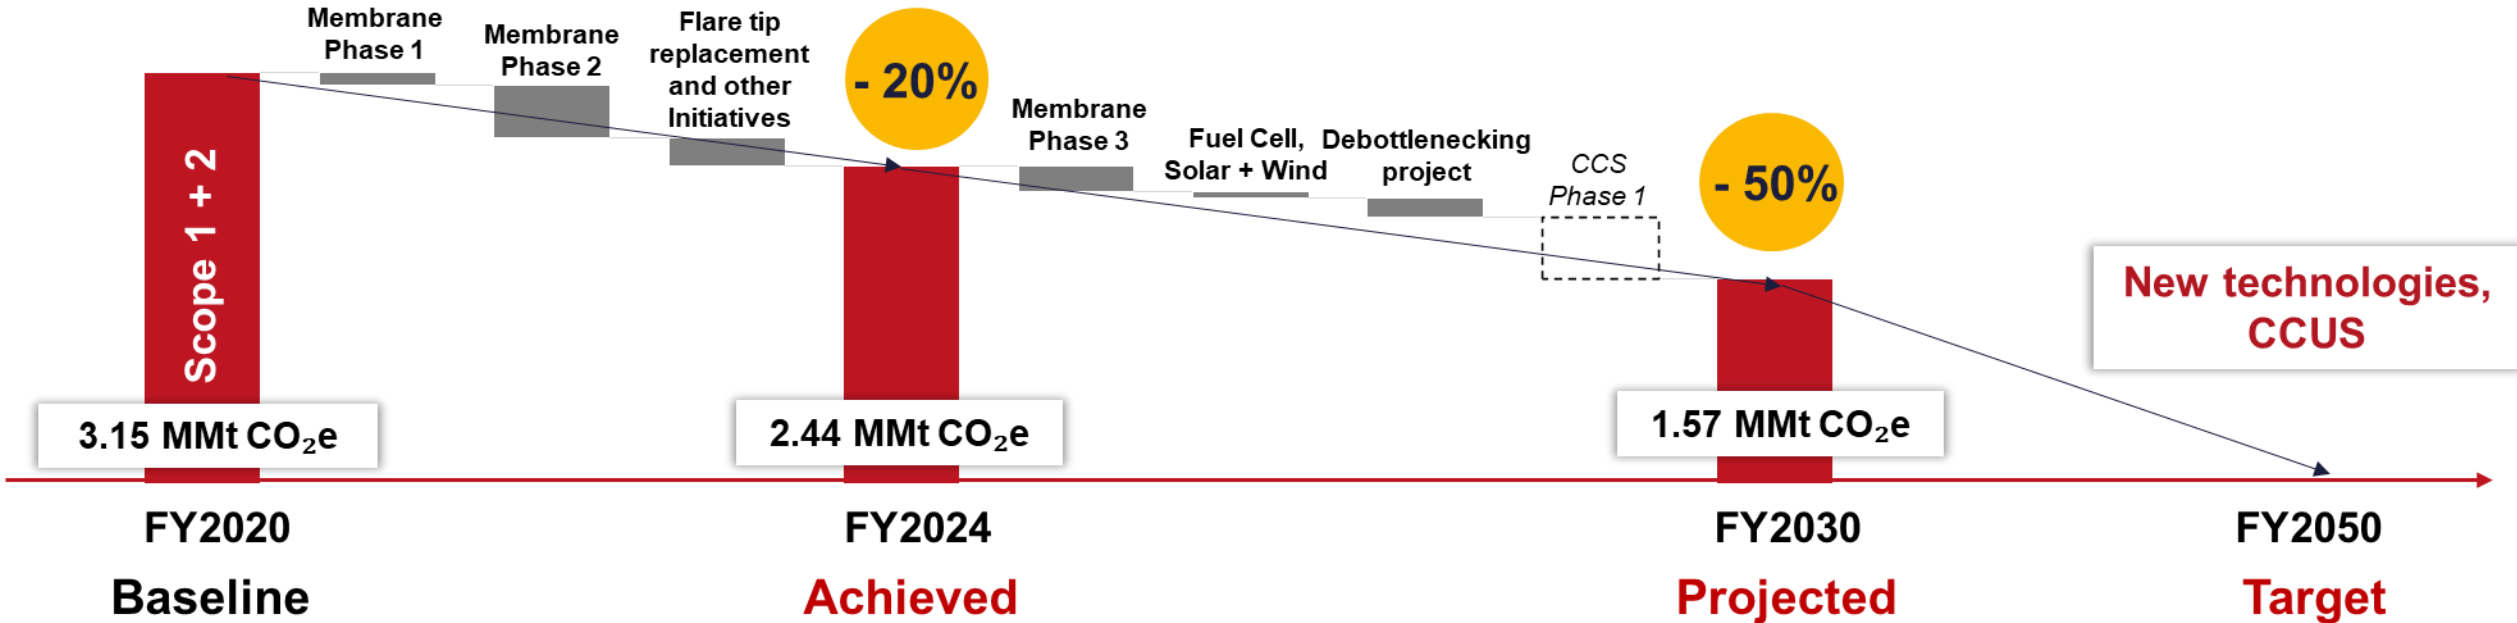 Membrane
Phase 1
Membrane
Phase 2
Flare tip
replacement
and other
Initiatives
- 20%
Membrane
Phase 3
Fuel Cell,
Solar + Wind
Debottlenecking
project
CCS
Phase 1
- 50%
New technologies,
CCUS
Scope 1 + 2
3.15 MMt CO₂e
2.44 MMt CO₂e
1.57 MMt CO₂e
FY2020
Baseline
FY2024
Achieved
FY2030
Projected
FY2050
Target